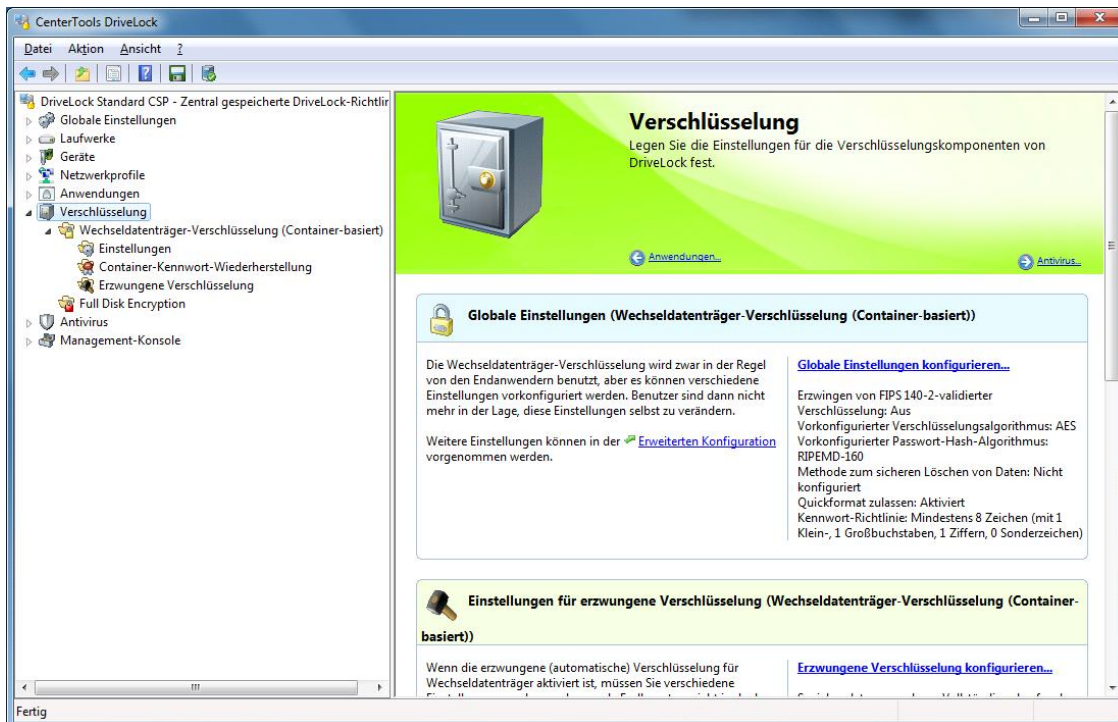 CenterTools DriveLock
Datei Aktion Ansicht ?
DriveLock Standard CSP - Zentral gespeicherte DriveLock-Richtlir
Globale Einstellungen
Laufwerke
Geräte
Netzwerkprofile
Anwendungen
Verschlüsselung
Wechseldatenträger-Verschlüsselung (Container-basiert)
Einstellungen
Container-Kennwort-Wiederherstellung
Erzwungene Verschlüsselung
Full Disk Encryption
Antivirus
Management-Konsole
Verschlüsselung
Legen Sie die Einstellungen für die Verschlüsselungskomponenten von
DriveLock fest.
Anwendungen...
Antivirus...
Globale Einstellungen (Wechseldatenträger-Verschlüsselung (Container-basiert))
Die Wechseldatenträger-Verschlüsselung wird zwar in der Regel
von den Endanwendern benutzt, aber es können verschiedene
Einstellungen vorkonfiguriert werden. Benutzer sind dann nicht
mehr in der Lage, diese Einstellungen selbst zu verändern.
Weitere Einstellungen können in der Erweiterten Konfiguration
vorgenommen werden.
Globale Einstellungen konfigurieren...
Erzwingen von FIPS 140-2-validierter
Verschlüsselung: Aus
Vorkonfigurierter Verschlüsselungsalgorithmus: AES
Vorkonfigurierter Passwort-Hash-Algorithmus:
RIPEMD-160
Methode zum sicheren Löschen von Daten: Nicht
konfiguriert
Quickformat zulassen: Aktiviert
Kennwort-Richtlinie: Mindestens 8 Zeichen (mit 1
Klein-, 1 Großbuchstaben, 1 Ziffern, 0 Sonderzeichen)
Einstellungen für erzwungene Verschlüsselung (Wechseldatenträger-Verschlüsselung (Container-
basiert))
Wenn die erzwungene (automatische) Verschlüsselung für
Wechseldatenträger aktiviert ist, müssen Sie verschiedene
Erzwungene Verschlüsselung konfigurieren...
Fertig